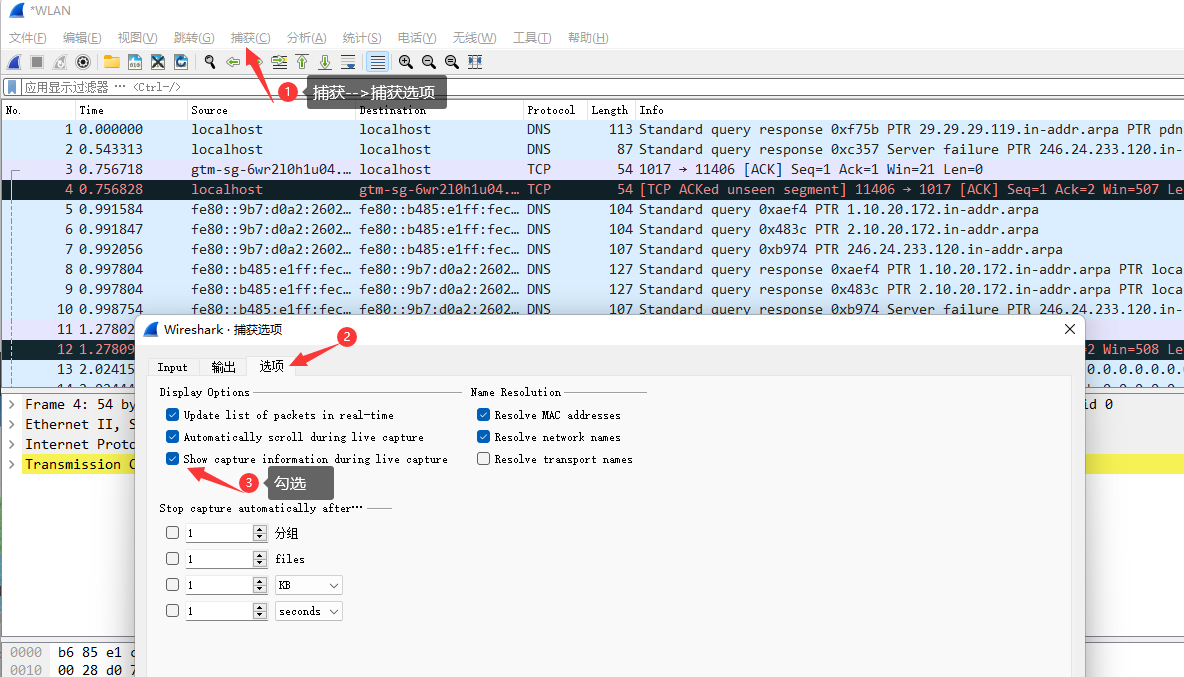 *WLAN
文件(F) 编辑(E) 视图(V) 跳转(G) 捕获(C) 分析(A) 统计(S) 电话(Y) 无线(W) 工具(T) 帮助(H)
应用显示过滤器 … <Ctrl-/>
1 捕获-->捕获选项
No. Time Source Destination Protocol Length Info
1 0.000000 localhost localhost DNS 113 Standard query response 0xf75b PTR 29.29.29.119.in-addr.arpa PTR pdn
2 0.543313 localhost localhost DNS 87 Server failure 0xc357 PTR 246.24.233.120.in-
3 0.756718 gtm-sg-6wr2l0h1u04.… localhost TCP 54 1017 → 11406 [ACK] Seq=1 Ack=1 Win=21 Len=0
4 0.756828 localhost gtm-sg-6wr2l0h1u04.… TCP 54 [TCP ACKed unseen segment] 11406 → 1017 [ACK] Seq=1 Ack=2 Win=507 Le
5 0.991584 fe80::9b7:d0a2:2602… fe80::b485:e1ff:fec… DNS 104 Standard query 0xaef4 PTR 1.10.20.172.in-addr.arpa
6 0.991847 fe80::9b7:d0a2:2602… fe80::b485:e1ff:fec… DNS 104 Standard query 0x483c PTR 2.10.20.172.in-addr.arpa
7 0.992056 fe80::9b7:d0a2:2602… fe80::b485:e1ff:fec… DNS 107 Standard query 0xb974 PTR 246.24.233.120.in-addr.arpa
8 0.997804 fe80::b485:e1ff:fec… fe80::9b7:d0a2:2602… DNS 127 Standard query response 0xaef4 PTR 1.10.20.172.in-addr.arpa PTR loca
9 0.997804 fe80::b485:e1ff:fec… fe80::9b7:d0a2:2602… DNS 127 Standard query response 0x483c PTR 2.10.20.172.in-addr.arpa PTR loca
10 0.998754 fe80::b485:e1ff:fec… fe80::9b7:d0a2:2602… DNS 107 Standard query response 0xb974 Server failure PTR 246.24.233.120.in-
11 1.27802
12 1.27809 =2 Win=508 Le
13 2.02415 0.0.0.0.0.0.
Wireshark · 捕获选项
2
Input 输出 选项
Display Options
Update list of packets in real-time
Automatically scroll during live capture
Show capture information during live capture
3 勾选
Name Resolution
Resolve MAC addresses
Resolve network names
Resolve transport names
Stop capture automatically after…
1 分组
1 files
1 KB
1 seconds
Frame 4: 54 by id 0
Ethernet II, S
Internet Proto
Transmission C
0000 b6 85 e1
0010 00 28 d0 7